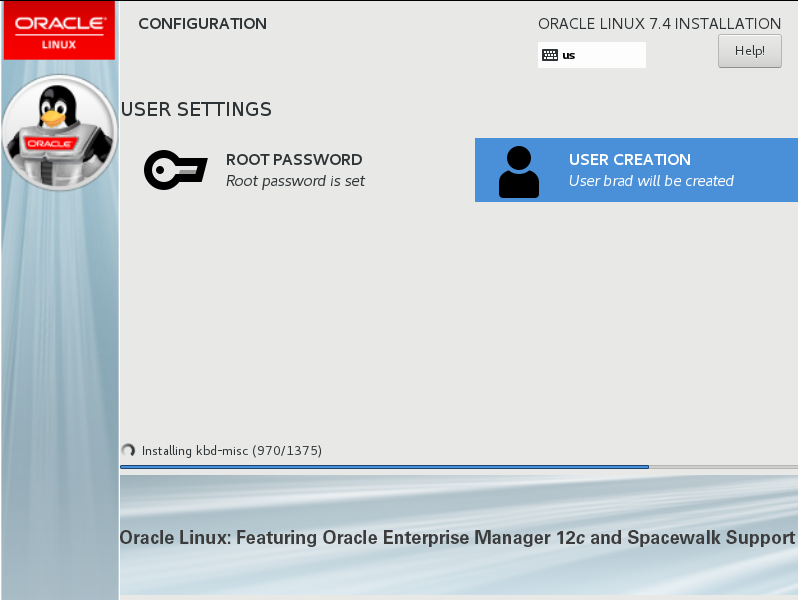 ORACLE
LINUX
ORACLE
CONFIGURATION
ORACLE LINUX 7.4 INSTALLATION
us
Help!
USER SETTINGS
ROOT PASSWORD
Root password is set
USER CREATION
User brad will be created
Installing kbd-misc (970/1375)
Oracle Linux: Featuring Oracle Enterprise Manager 12c and Spacewalk Support